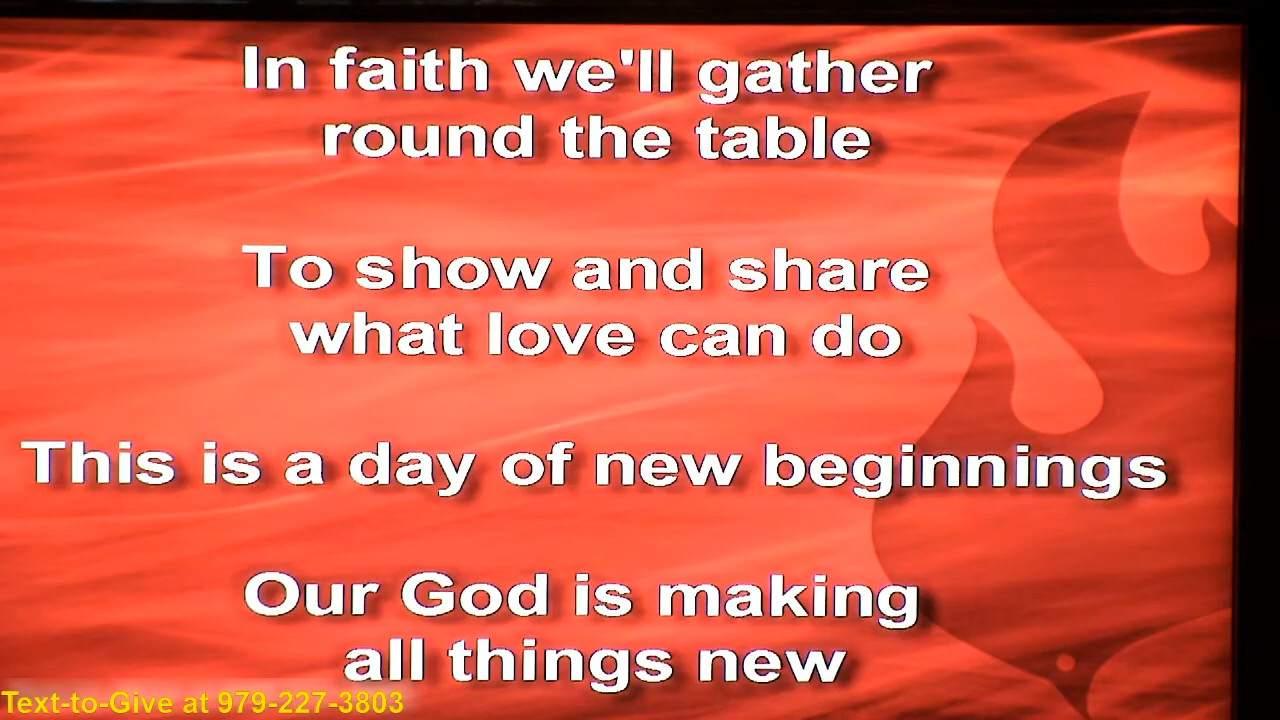 In faith we'll gather
round the table
To show and share
what love can do
This is a day of new beginnings
Our God is making
all things new
Text-to-Give at 979-227-3803